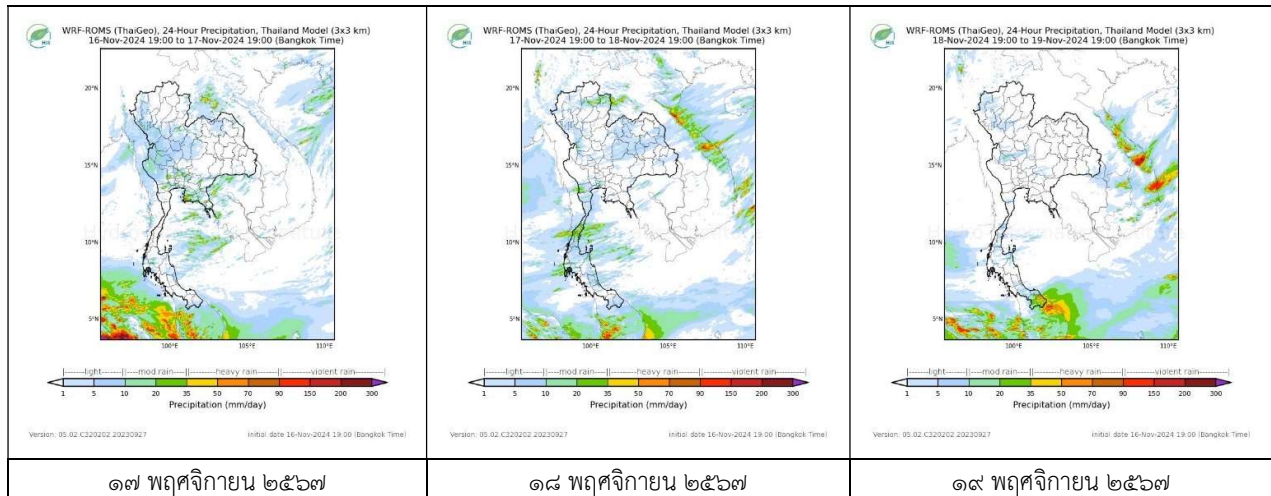 WRF-ROMS (ThaiGeo), 24-Hour Precipitation, Thailand Model (3x3 km)
16-Nov-2024 19:00 to 17-Nov-2024 19:00 (Bangkok Time)
20°N
15°N
10°N
5°N
100°E
105°E
110°E
|--------light-------||----mod rain----||-------heavy rain-------||-------violent rain-------
1 5 10 20 35 50 70 90 150 200 300
Precipitation (mm/day)
Version: 05.02.C320202.20230927
initial date 16-Nov-2024 19:00 (Bangkok Time)
๑๗ พฤศจิกายน ๒๕๖๗
WRF-ROMS (ThaiGeo), 24-Hour Precipitation, Thailand Model (3x3 km)
17-Nov-2024 19:00 to 18-Nov-2024 19:00 (Bangkok Time)
20°N
15°N
10°N
5°N
100°E
105°E
110°E
|--------light-------||----mod rain----||-------heavy rain-------||-------violent rain-------
1 5 10 20 35 50 70 90 150 200 300
Precipitation (mm/day)
Version: 05.02.C320202.20230927
initial date 16-Nov-2024 19:00 (Bangkok Time)
๑๘ พฤศจิกายน ๒๕๖๗
WRF-ROMS (ThaiGeo), 24-Hour Precipitation, Thailand Model (3x3 km)
18-Nov-2024 19:00 to 19-Nov-2024 19:00 (Bangkok Time)
20°N
15°N
10°N
5°N
100°E
105°E
110°E
|--------light-------||----mod rain----||-------heavy rain-------||-------violent rain-------
1 5 10 20 35 50 70 90 150 200 300
Precipitation (mm/day)
Version: 05.02.C320202.20230927
initial date 16-Nov-2024 19:00 (Bangkok Time)
๑๙ พฤศจิกายน ๒๕๖๗